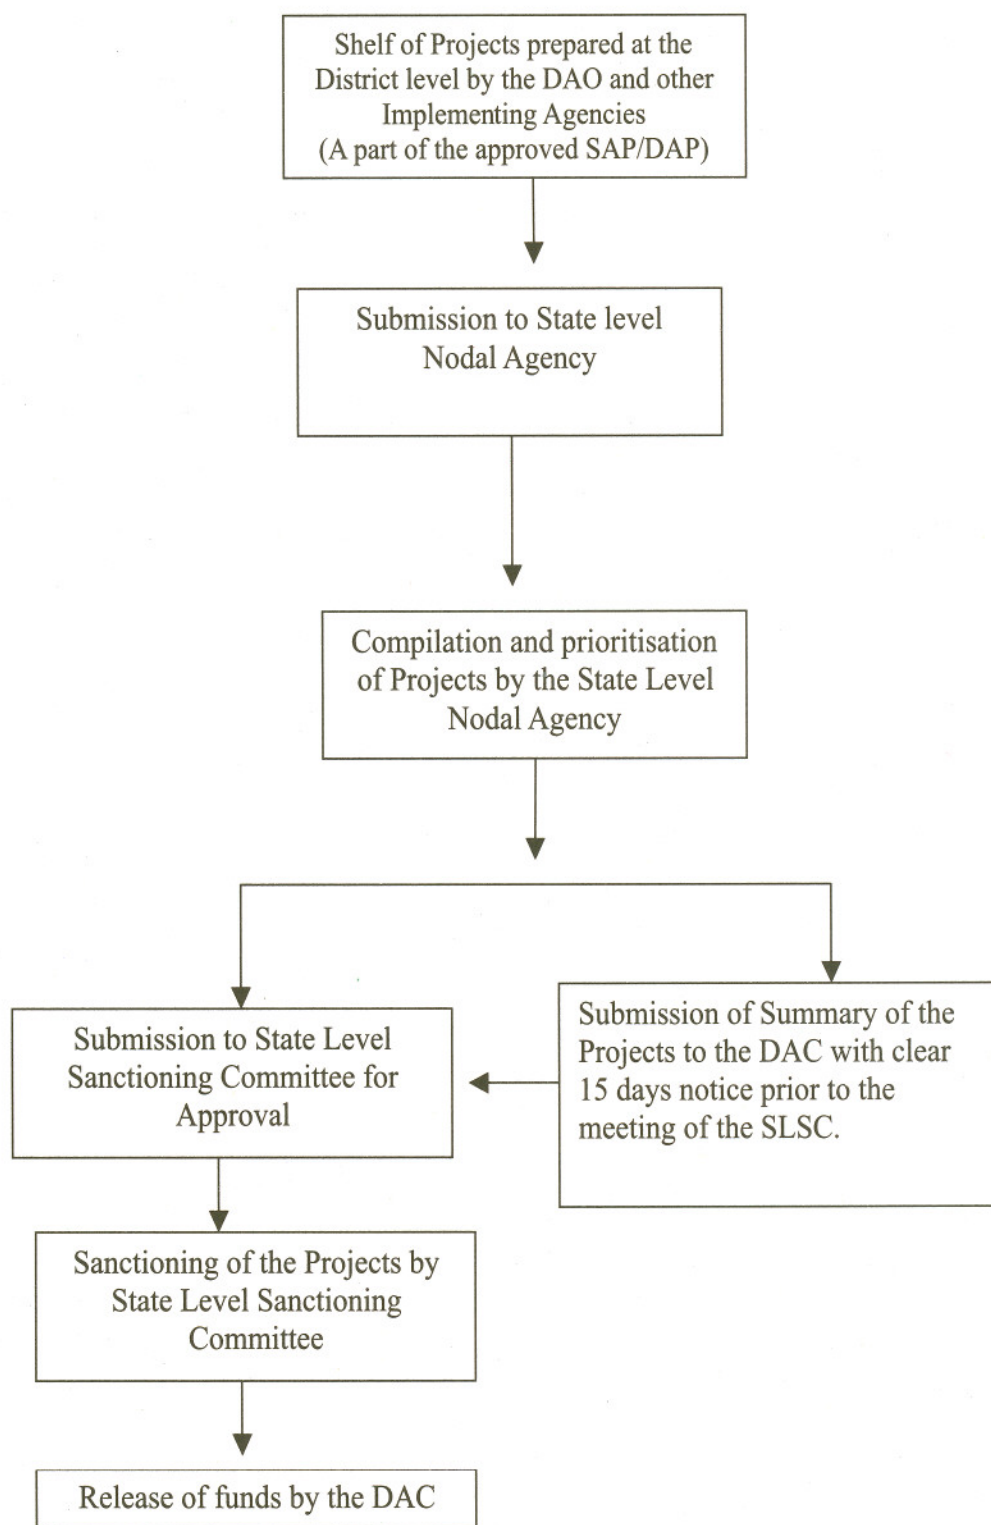 Shelf of Projects prepared at the
District level by the DAO and other
Implementing Agencies
(A part of the approved SAP/DAP)
Submission to State level
Nodal Agency
Compilation and prioritisation
of Projects by the State Level
Nodal Agency
Submission to State Level
Sanctioning Committee for
Approval
Submission of Summary of the
Projects to the DAC with clear
15 days notice prior to the
meeting of the SLSC.
Sanctioning of the Projects by
State Level Sanctioning
Committee
Release of funds by the DAC